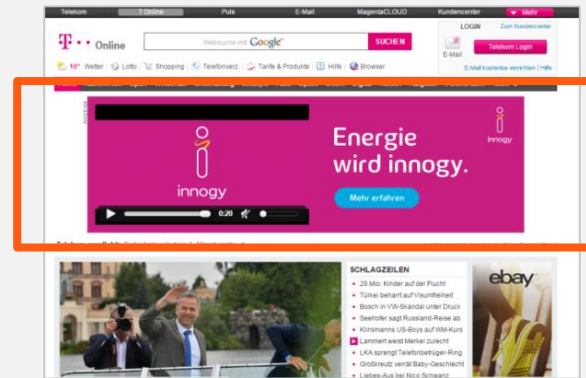 Telekom T-Online Puls E-Mail MagentaCLOUD Kundencenter Mehr
LOGIN Zum Kundencenter
T Online
Websuche mit Google SUCHEN
E-Mail
Telekom Login
18° Wetter Lotto Shopping Telefonverz. Tarife & Produkte Hilfe Browser
E-Mail kostenlos einrichten | Hilfe
innogy
0:20
Energie
wird innogy.
Mehr erfahren
innogy
SCHLAGZEILEN
28 Mio. Kinder auf der Flucht
Türkei beharrt auf Visumfreiheit
Bosch in VW-Skandal unter Druck
Seehofer sagt Russland-Reise ab
Klinsmanns US-Boys auf WM-Kurs
Lammert weist Merkel zurecht
LKA sprengt Telefonbetrüger-Ring
Großkreutz verrät Baby-Geschlecht
Liebes-Aus bei Nico Schwanz
ebay